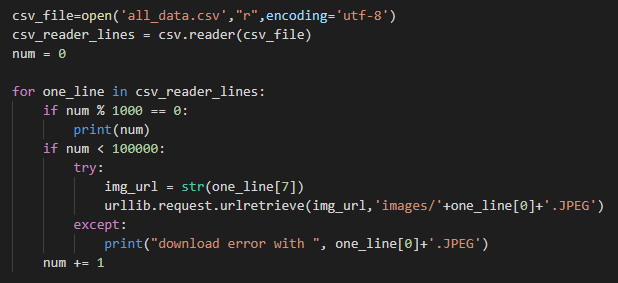 csv_file=open('all_data.csv',"r",encoding='utf-8')
csv_reader_lines = csv.reader(csv_file)
num = 0

for one_line in csv_reader_lines:
    if num % 1000 == 0:
        print(num)
    if num < 100000:
        try:
            img_url = str(one_line[7])
            urllib.request.urlretrieve(img_url,'images/'+one_line[0]+'.JPEG')
        except:
            print("download error with ", one_line[0]+'.JPEG')
    num += 1